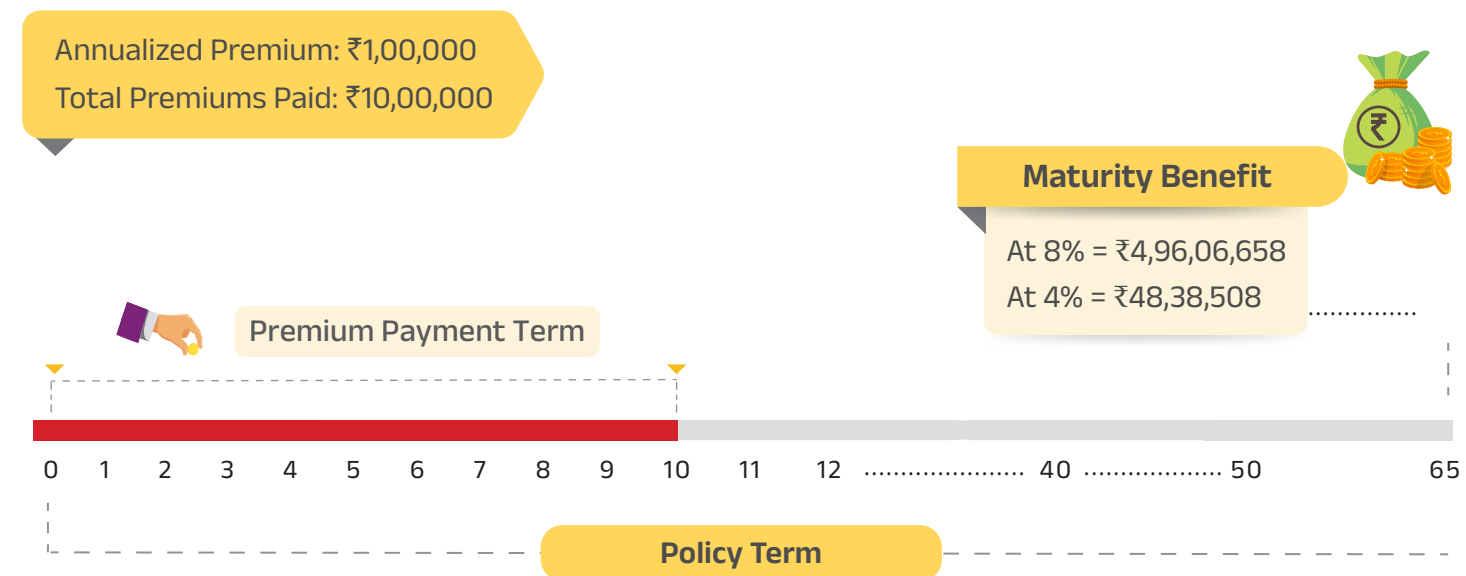 Annualized Premium: ₹1,00,000
Total Premiums Paid: ₹10,00,000
₹
Maturity Benefit
At 8% = ₹4,96,06,658
At 4% = ₹48,38,508 ...............
Premium Payment Term
0 1 2 3 4 5 6 7 8 9 10 11 12 ...................... 40 ................... 50 65
Policy Term